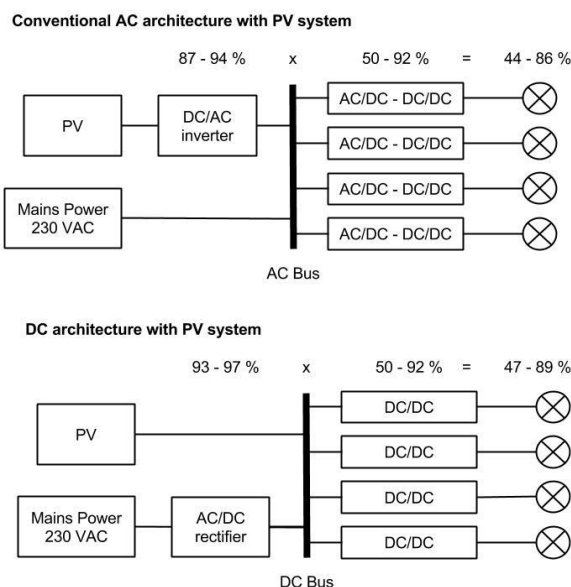 Conventional AC architecture with PV system
87 - 94 % x 50 - 92% = 44 - 86 %
PV
DC/AC
inverter
AC/DC - DC/DC
AC/DC - DC/DC
AC/DC - DC/DC
AC/DC - DC/DC
Mains Power
230 VAC
AC Bus
DC architecture with PV system
93 - 97 % x 50 - 92 % = 47 - 89 %
PV
DC/DC
DC/DC
DC/DC
DC/DC
Mains Power
230 VAC
AC/DC
rectifier
DC Bus